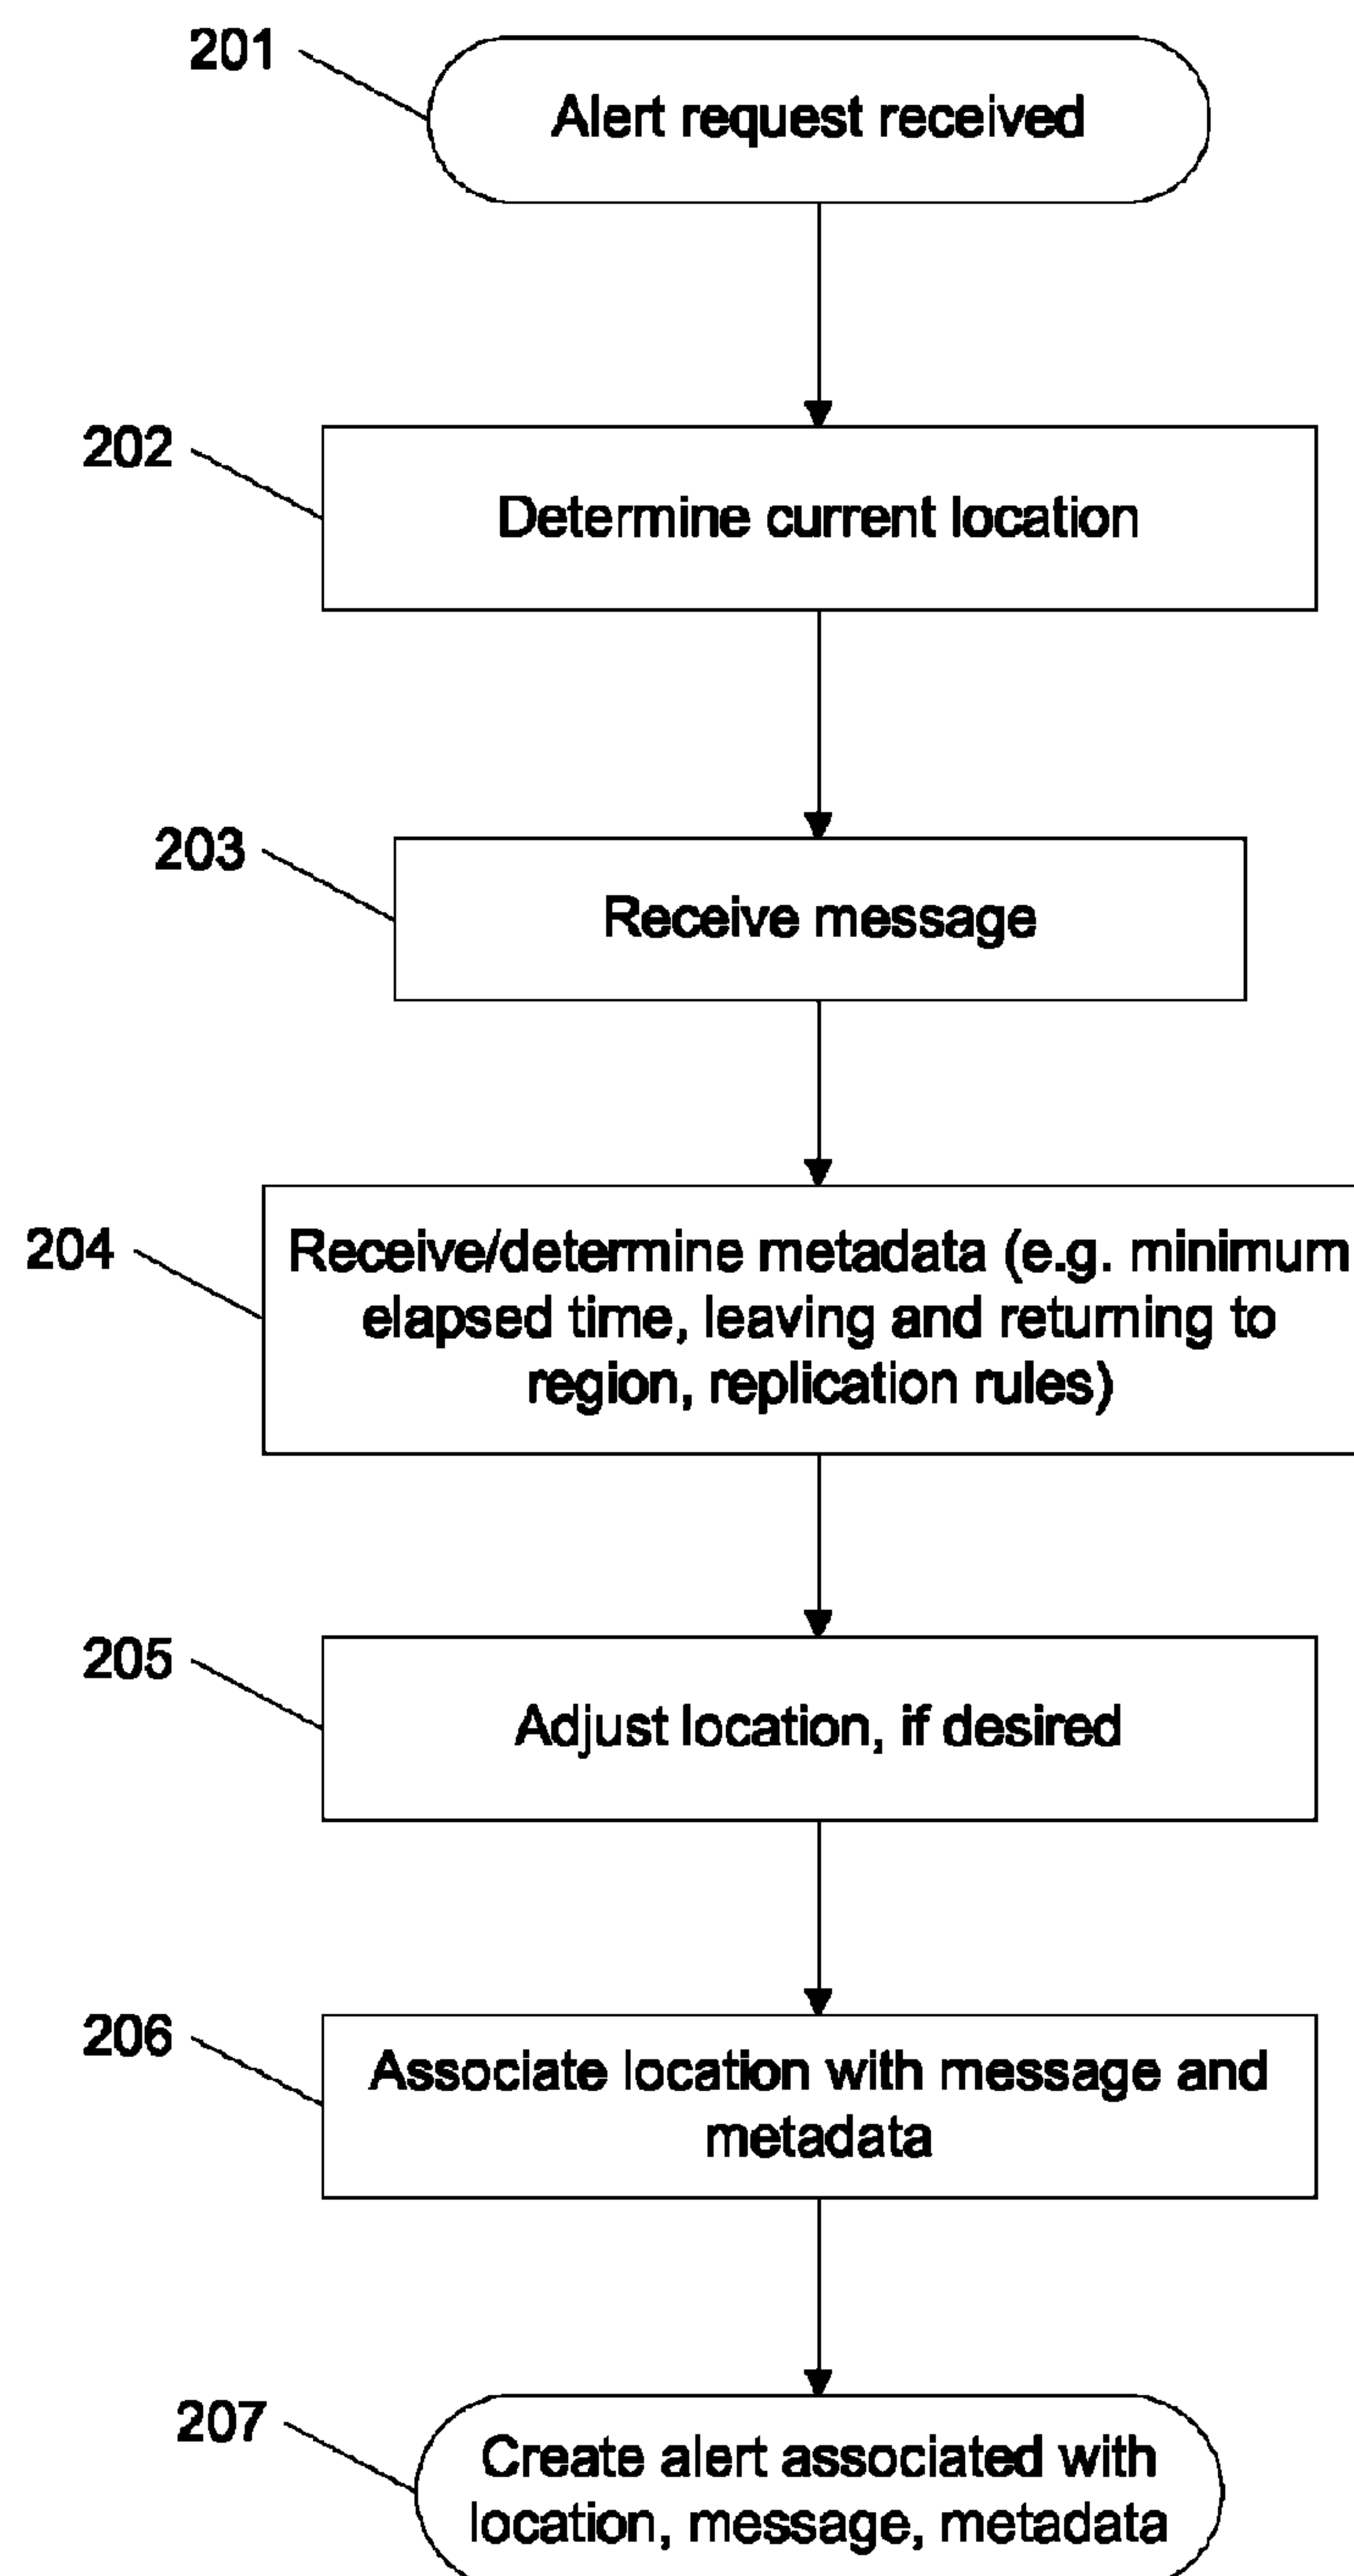 201
Alert request received
202
Determine current location
203
Receive message
204
Receive/determine metadata (e.g. minimum
elapsed time, leaving and returning to
region, replication rules)
205
Adjust location, if desired
206
Associate location with message and
metadata
207
Create alert associated with
location, message, metadata